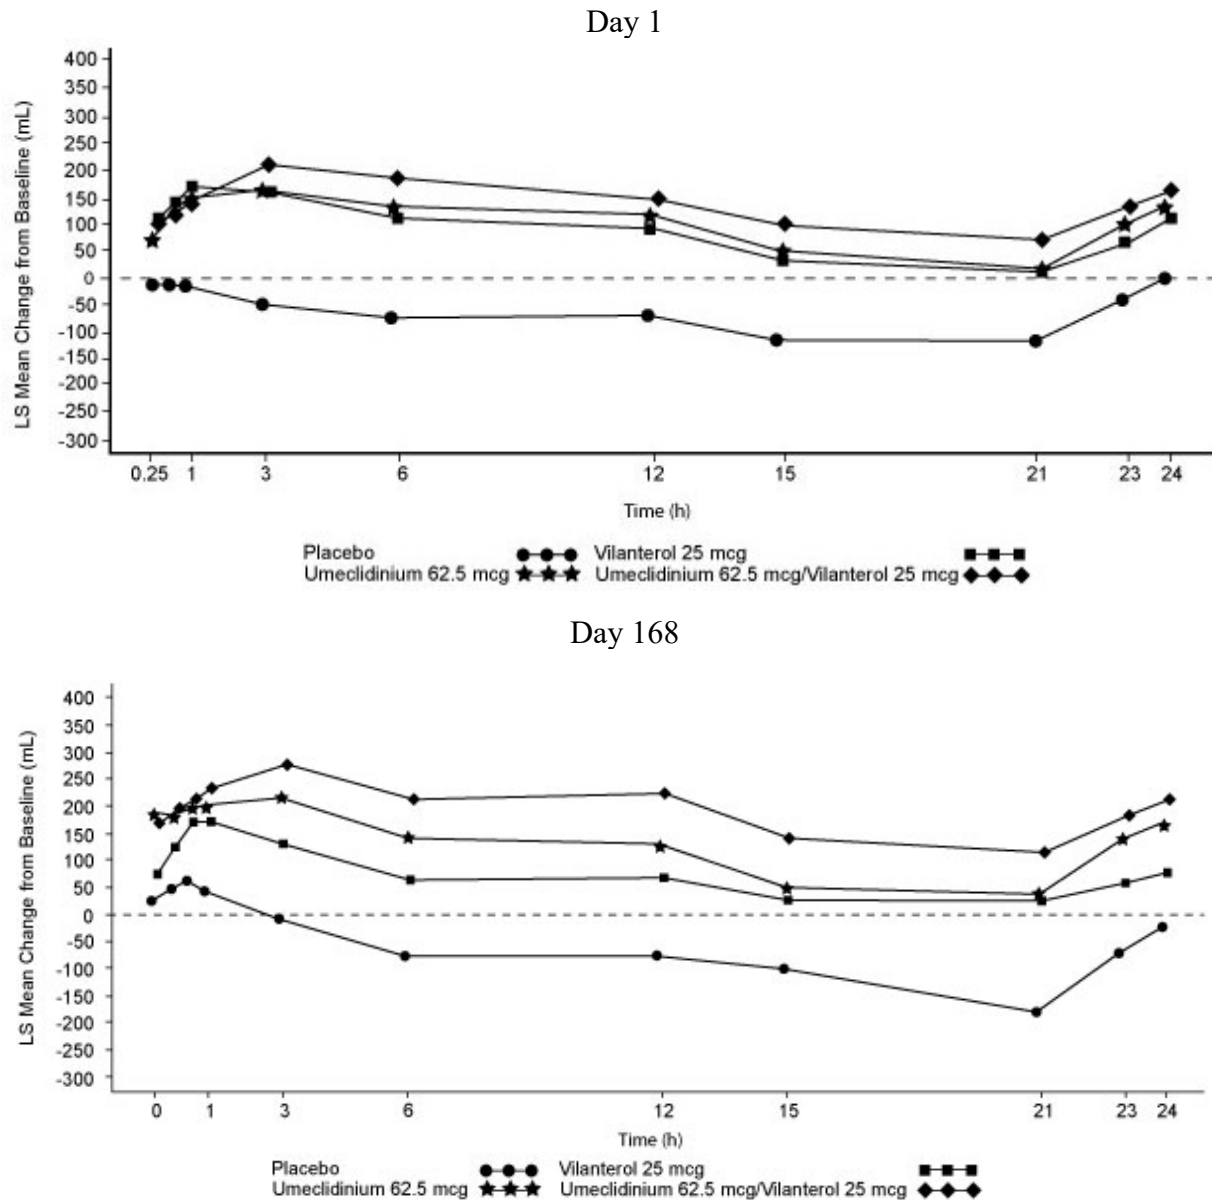 Day 1
LS Mean Change from Baseline (mL)
400
350
300
250
200
150
100
50
0
-50
-100
-150
-200
-250
-300
0.25 1 3 6 12 15 21 23 24
Time (h)
Placebo Vilanterol 25 mcg
Umeclidinium 62.5 mcg Umeclidinium 62.5 mcg/Vilanterol 25 mcg
Day 168
LS Mean Change from Baseline (mL)
400
350
300
250
200
150
100
50
0
-50
-100
-150
-200
-250
-300
0 1 3 6 12 15 21 23 24
Time (h)
Placebo Vilanterol 25 mcg
Umeclidinium 62.5 mcg Umeclidinium 62.5 mcg/Vilanterol 25 mcg